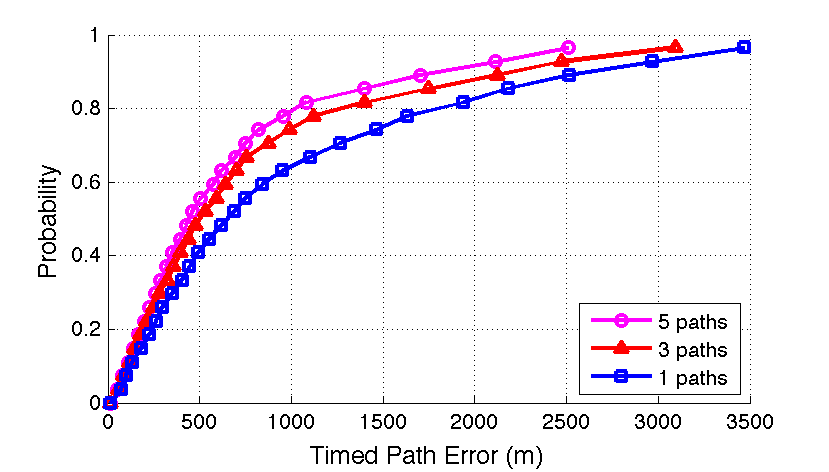 1
0.8
0.6
0.4
0.2
0
Probability
0 500 1000 1500 2000 2500 3000 3500
Timed Path Error (m)
5 paths
3 paths
1 paths